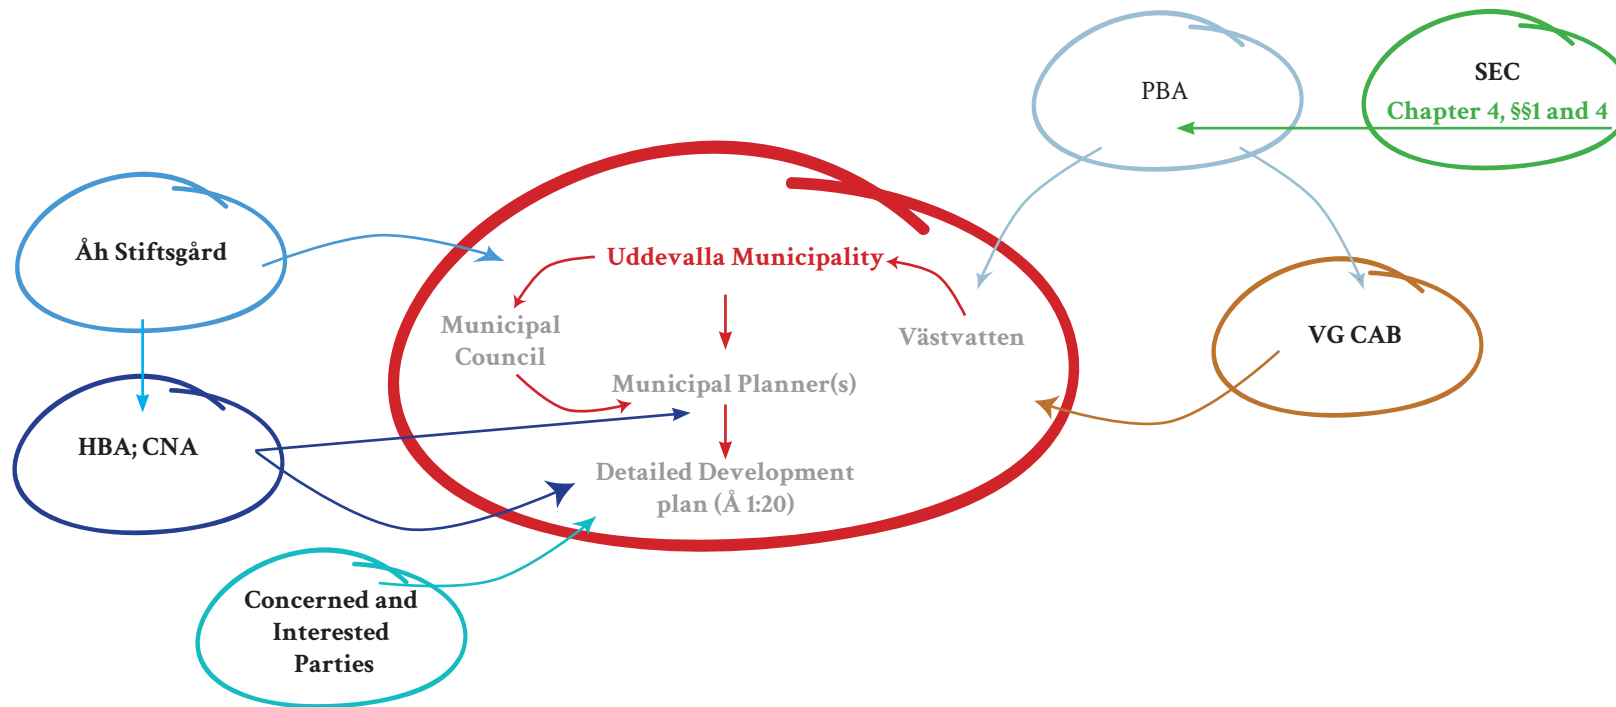 SEC
Chapter 4, §§1 and 4
PBA
Åh Stiftsgård
Uddevalla Municipality
Municipal
Council
Västvatten
VG CAB
Municipal Planner(s)
HBA; CNA
Detailed Development
plan (Å 1:20)
Concerned and
Interested
Parties